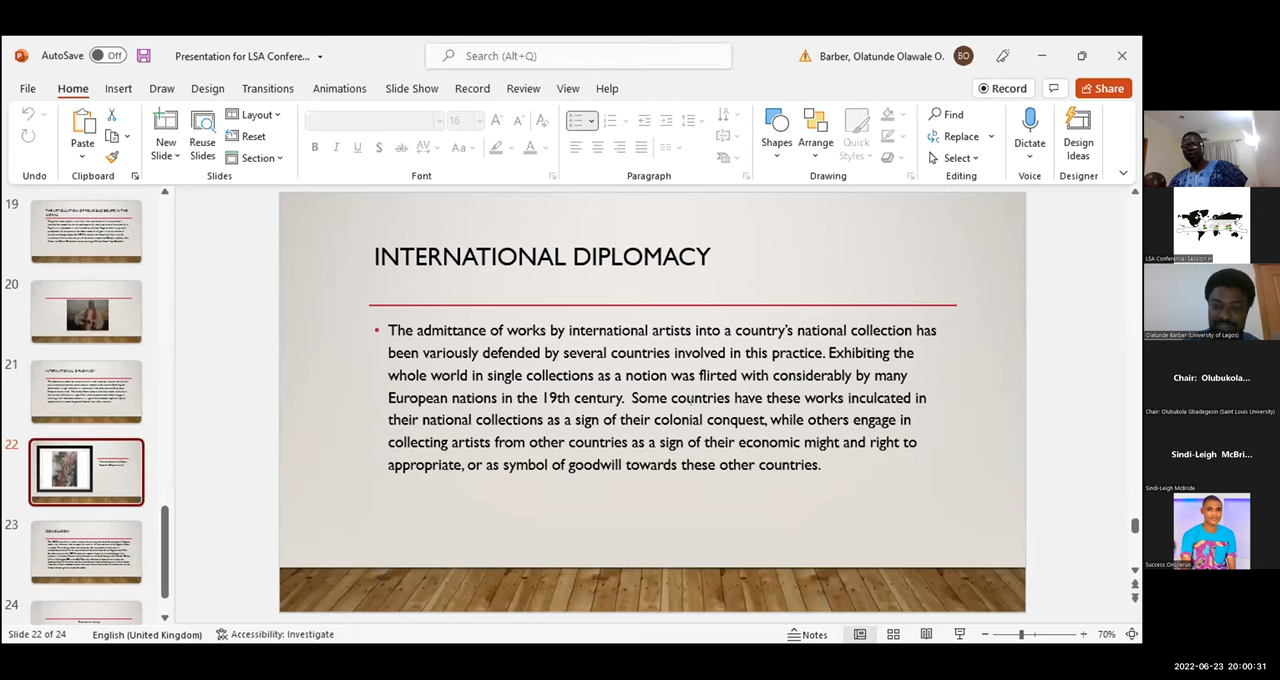 AutoSave Off Presentation for LSA Confere... Search (Alt+Q) Barber, Olatunde Olawale O. BO
File Home Insert Draw Design Transitions Animations Slide Show Record Review View Help Record Share
Undo
Paste
Clipboard
New Slide
Reuse Slides
Layout
Reset
Section
Slides
16
Font
Paragraph
Shapes
Arrange
Quick Styles
Drawing
Find
Replace
Select
Editing
Dictate
Voice
Design Ideas
Designer
19
20
21
INTERNATIONAL DIPLOMACY
22
23
CONCLUSION
24
INTERNATIONAL DIPLOMACY
• The admittance of works by international artists into a country's national collection has
been variously defended by several countries involved in this practice. Exhibiting the
whole world in single collections as a notion was flirted with considerably by many
European nations in the 19th century. Some countries have these works inculcated in
their national collections as a sign of their colonial conquest, while others engage in
collecting artists from other countries as a sign of their economic might and right to
appropriate, or as symbol of goodwill towards these other countries.
LSA Conference: Session H
Olatunde Barber (University of Lagos)
Chair: Olubukola...
Chair: Olubukola Gbadegesin (Saint Louis University)
Sindi-Leigh McBri...
Sindi-Leigh McBride
Slide 22 of 24 English (United Kingdom) Accessibility: Investigate Notes 70%
2022-06-23 20:00:31